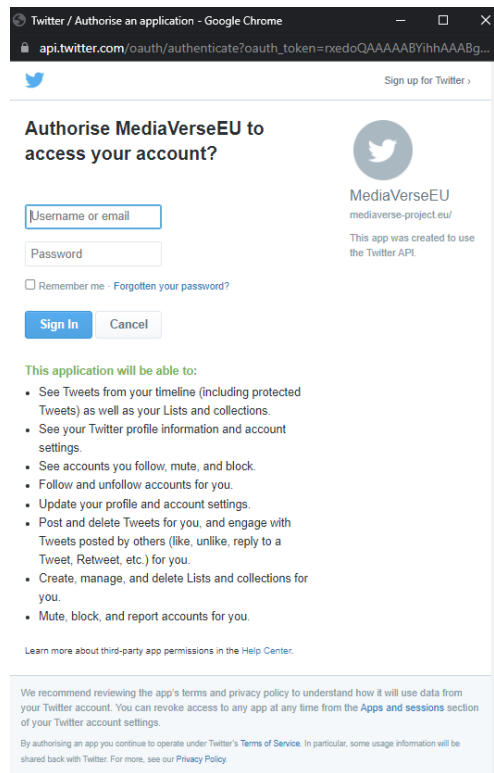 Twitter / Authorise an application - Google Chrome
api.twitter.com/oauth/authenticate?oauth_token=rxedoQAAAAABYihhAAABg...
Sign up for Twitter ›
Authorise MediaVerseEU to
access your account?
Username or email
Password
Remember me · Forgotten your password?
Sign In
Cancel
MediaVerseEU
mediaverse-project.eu/
This app was created to use
the Twitter API.
This application will be able to:
• See Tweets from your timeline (including protected
Tweets) as well as your Lists and collections.
• See your Twitter profile information and account
settings.
• See accounts you follow, mute, and block.
• Follow and unfollow accounts for you.
• Update your profile and account settings.
• Post and delete Tweets for you, and engage with
Tweets posted by others (like, unlike, reply to a
Tweet, Retweet, etc.) for you.
• Create, manage, and delete Lists and collections for
you.
• Mute, block, and report accounts for you.
Learn more about third-party app permissions in the Help Center.
We recommend reviewing the app's terms and privacy policy to understand how it will use data from
your Twitter account. You can revoke access to any app at any time from the Apps and sessions section
of your Twitter account settings.
By authorising an app you continue to operate under Twitter's Terms of Service. In particular, some usage information will be
shared back with Twitter. For more, see our Privacy Policy.